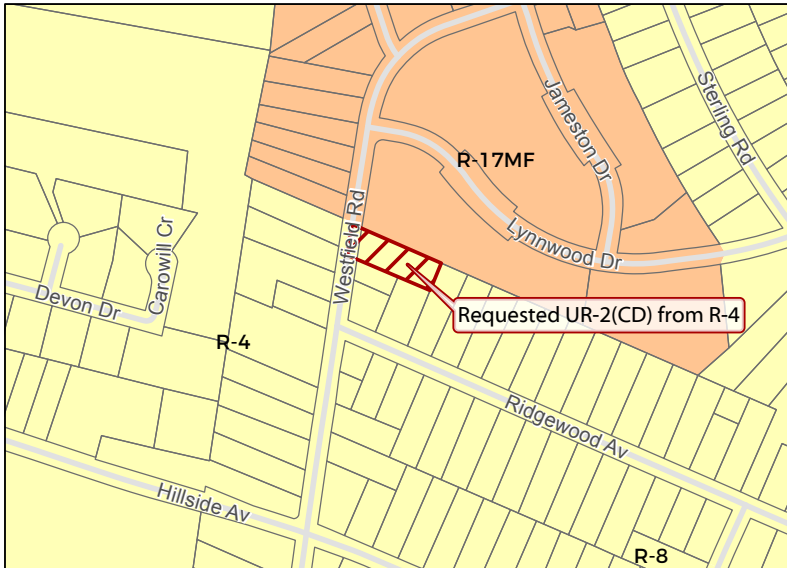 Sterling Rd
Jameston Dr
R-17MF
Westfield Rd
Lynnwood Dr
Carowill Cr
Devon Dr
Requested UR-2(CD) from R-4
R-4
Ridgewood Av
Hillside Av
R-8